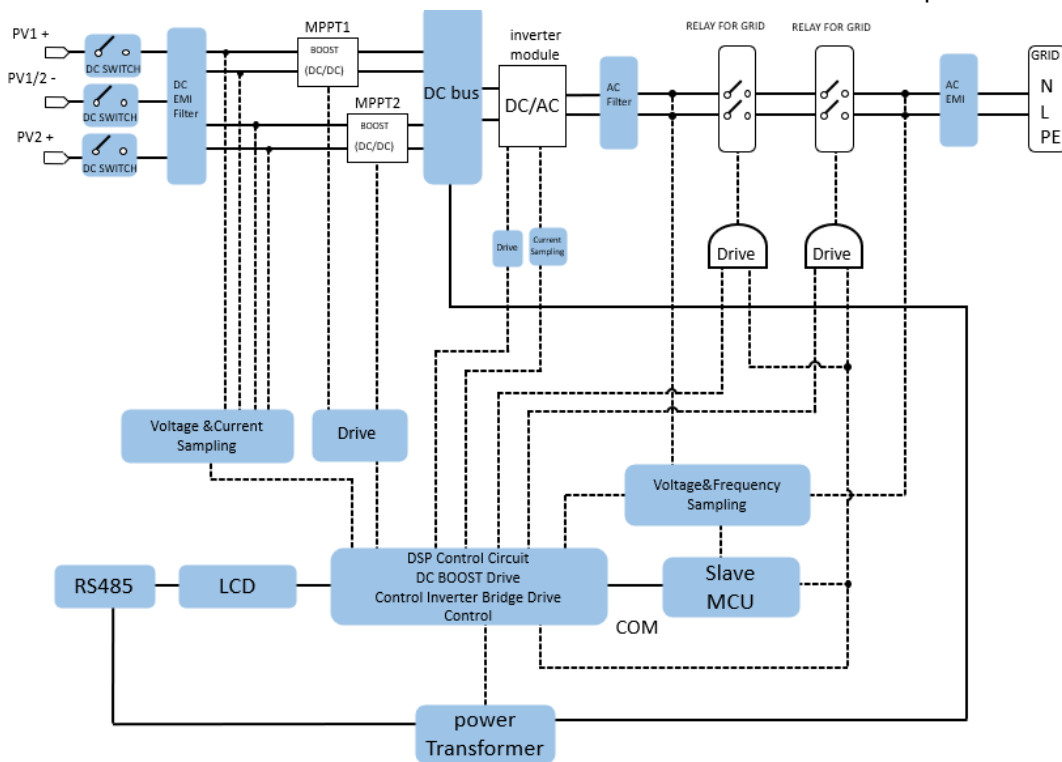 PV1 +
DC SWITCH
PV1/2 -
DC SWITCH
PV2 +
DC SWITCH
DC
EMI
Filter
MPPT1
BOOST
(DC/DC)
MPPT2
BOOST
(DC/DC)
DC bus
inverter
module
DC/AC
AC
Filter
RELAY FOR GRID
RELAY FOR GRID
AC
EMI
GRID
N
L
PE
Drive
Current
Sampling
Drive
Drive
Voltage &Current
Sampling
Drive
Voltage&Frequency
Sampling
RS485
LCD
DSP Control Circuit
DC BOOST Drive
Control Inverter Bridge Drive
Control
Slave
MCU
COM
power
Transformer